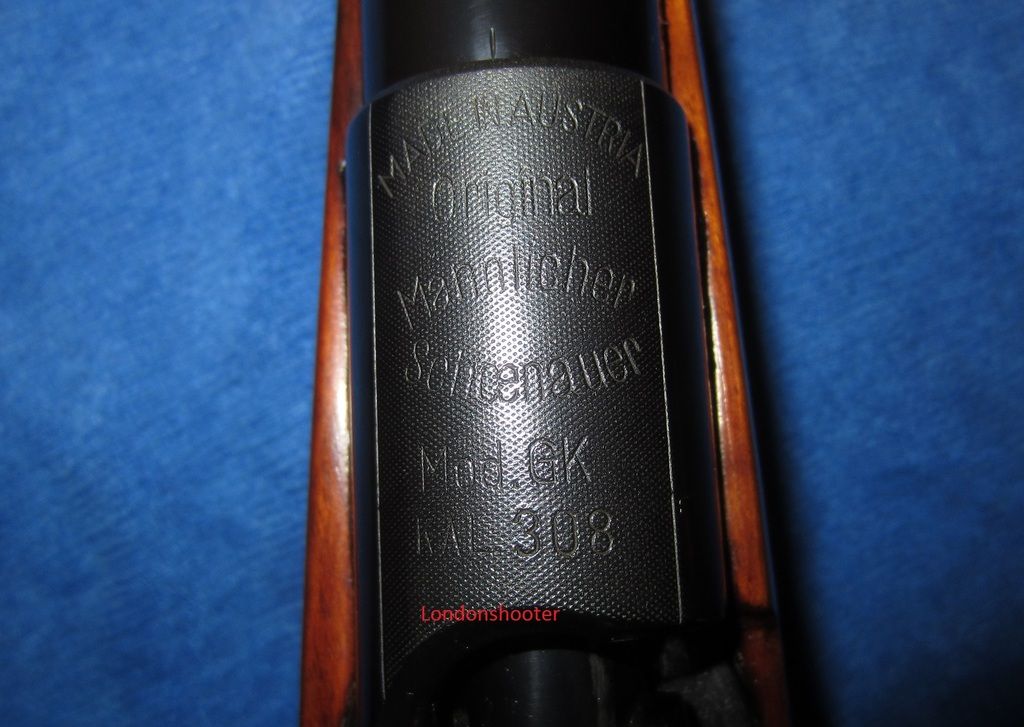 MADE IN AUSTRIA
Original
Mannlicher
Schoenauer
Mod. GK
KAL. 308
Londonshooter